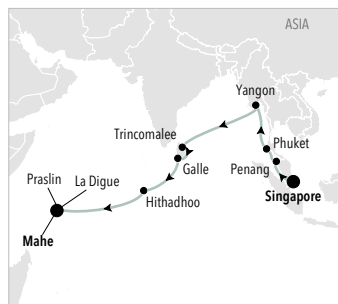 ASIA
Yangon
Trincomalee
Phuket
Galle
Penang
Praslin
La Digue
Singapore
Hithadhoo
Mahe